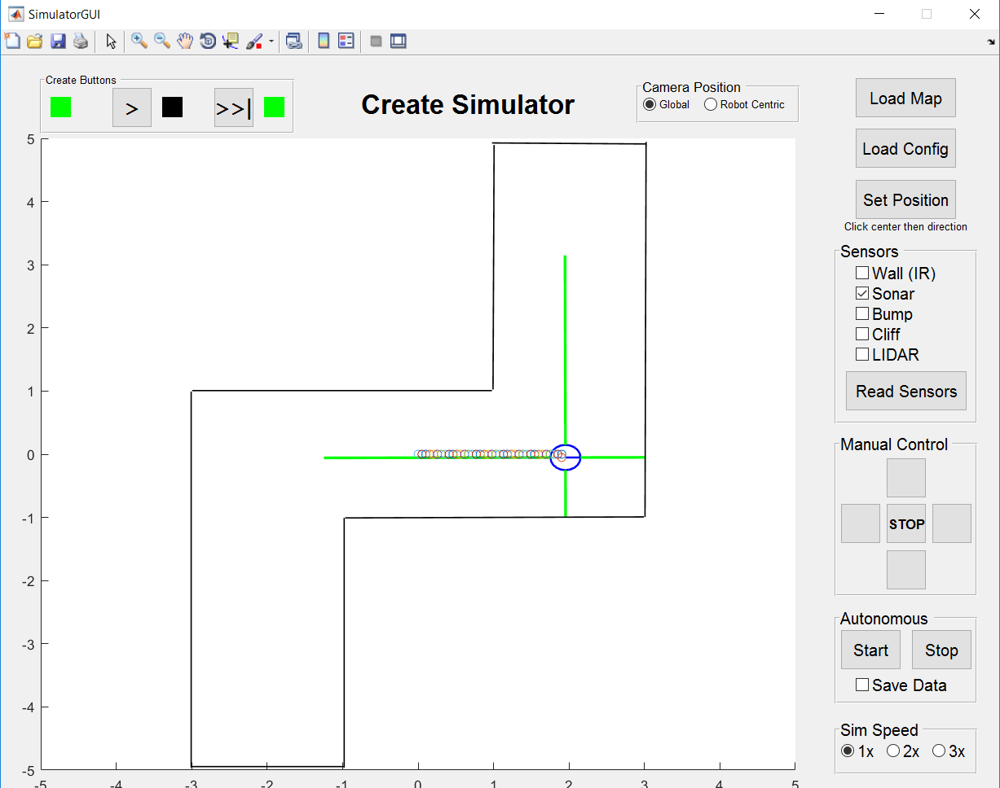 SimulatorGUI
Create Buttons
>
>>|
Create Simulator
Camera Position
Global
Robot Centric
Load Map
Load Config
Set Position
Click center then direction
Sensors
Wall (IR)
Sonar
Bump
Cliff
LIDAR
Read Sensors
Manual Control
STOP
Autonomous
Start
Stop
Save Data
Sim Speed
1x
2x
3x
5
4
3
2
1
0
-1
-2
-3
-4
-5
-5 -4 -3 -2 -1 0 1 2 3 4 5